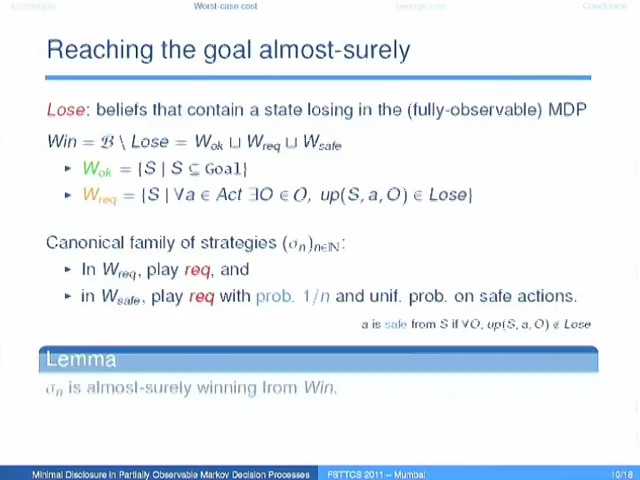 Worst-case cost
Average cost
Conclusion
Reaching the goal almost-surely
Lose: beliefs that contain a state losing in the (fully-observable) MDP
Win = ℬ \ Lose = W_ok ⊔ W_req ⊔ W_safe
▸ W_ok = {S | S ⊆ Goal}
▸ W_req = {S | ∀a ∈ Act ∃O ∈ O, up(S, a, O) ∈ Lose}
Canonical family of strategies (σ_n)_{n∈ℕ}:
▸ In W_req, play req, and
▸ in W_safe, play req with prob. 1/n and unif. prob. on safe actions.
a is safe from S if ∀O, up(S, a, O) ∉ Lose
Lemma
σ_n is almost-surely winning from Win.
Minimal Disclosure in Partially Observable Markov Decision Processes
FSTTCS 2011 – Mumbai
10/18